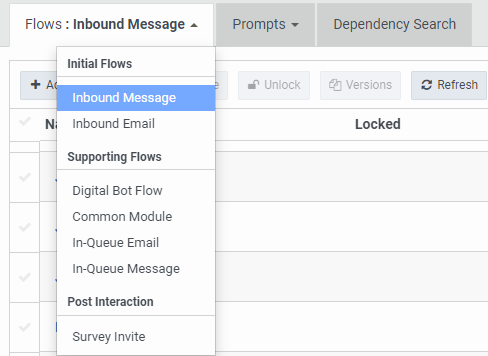 Flows : Inbound Message
Prompts
Dependency Search
Initial Flows
Unlock
Versions
Refresh
Inbound Message
Inbound Email
Locked
Supporting Flows
Digital Bot Flow
Common Module
In-Queue Email
In-Queue Message
Post Interaction
Survey Invite